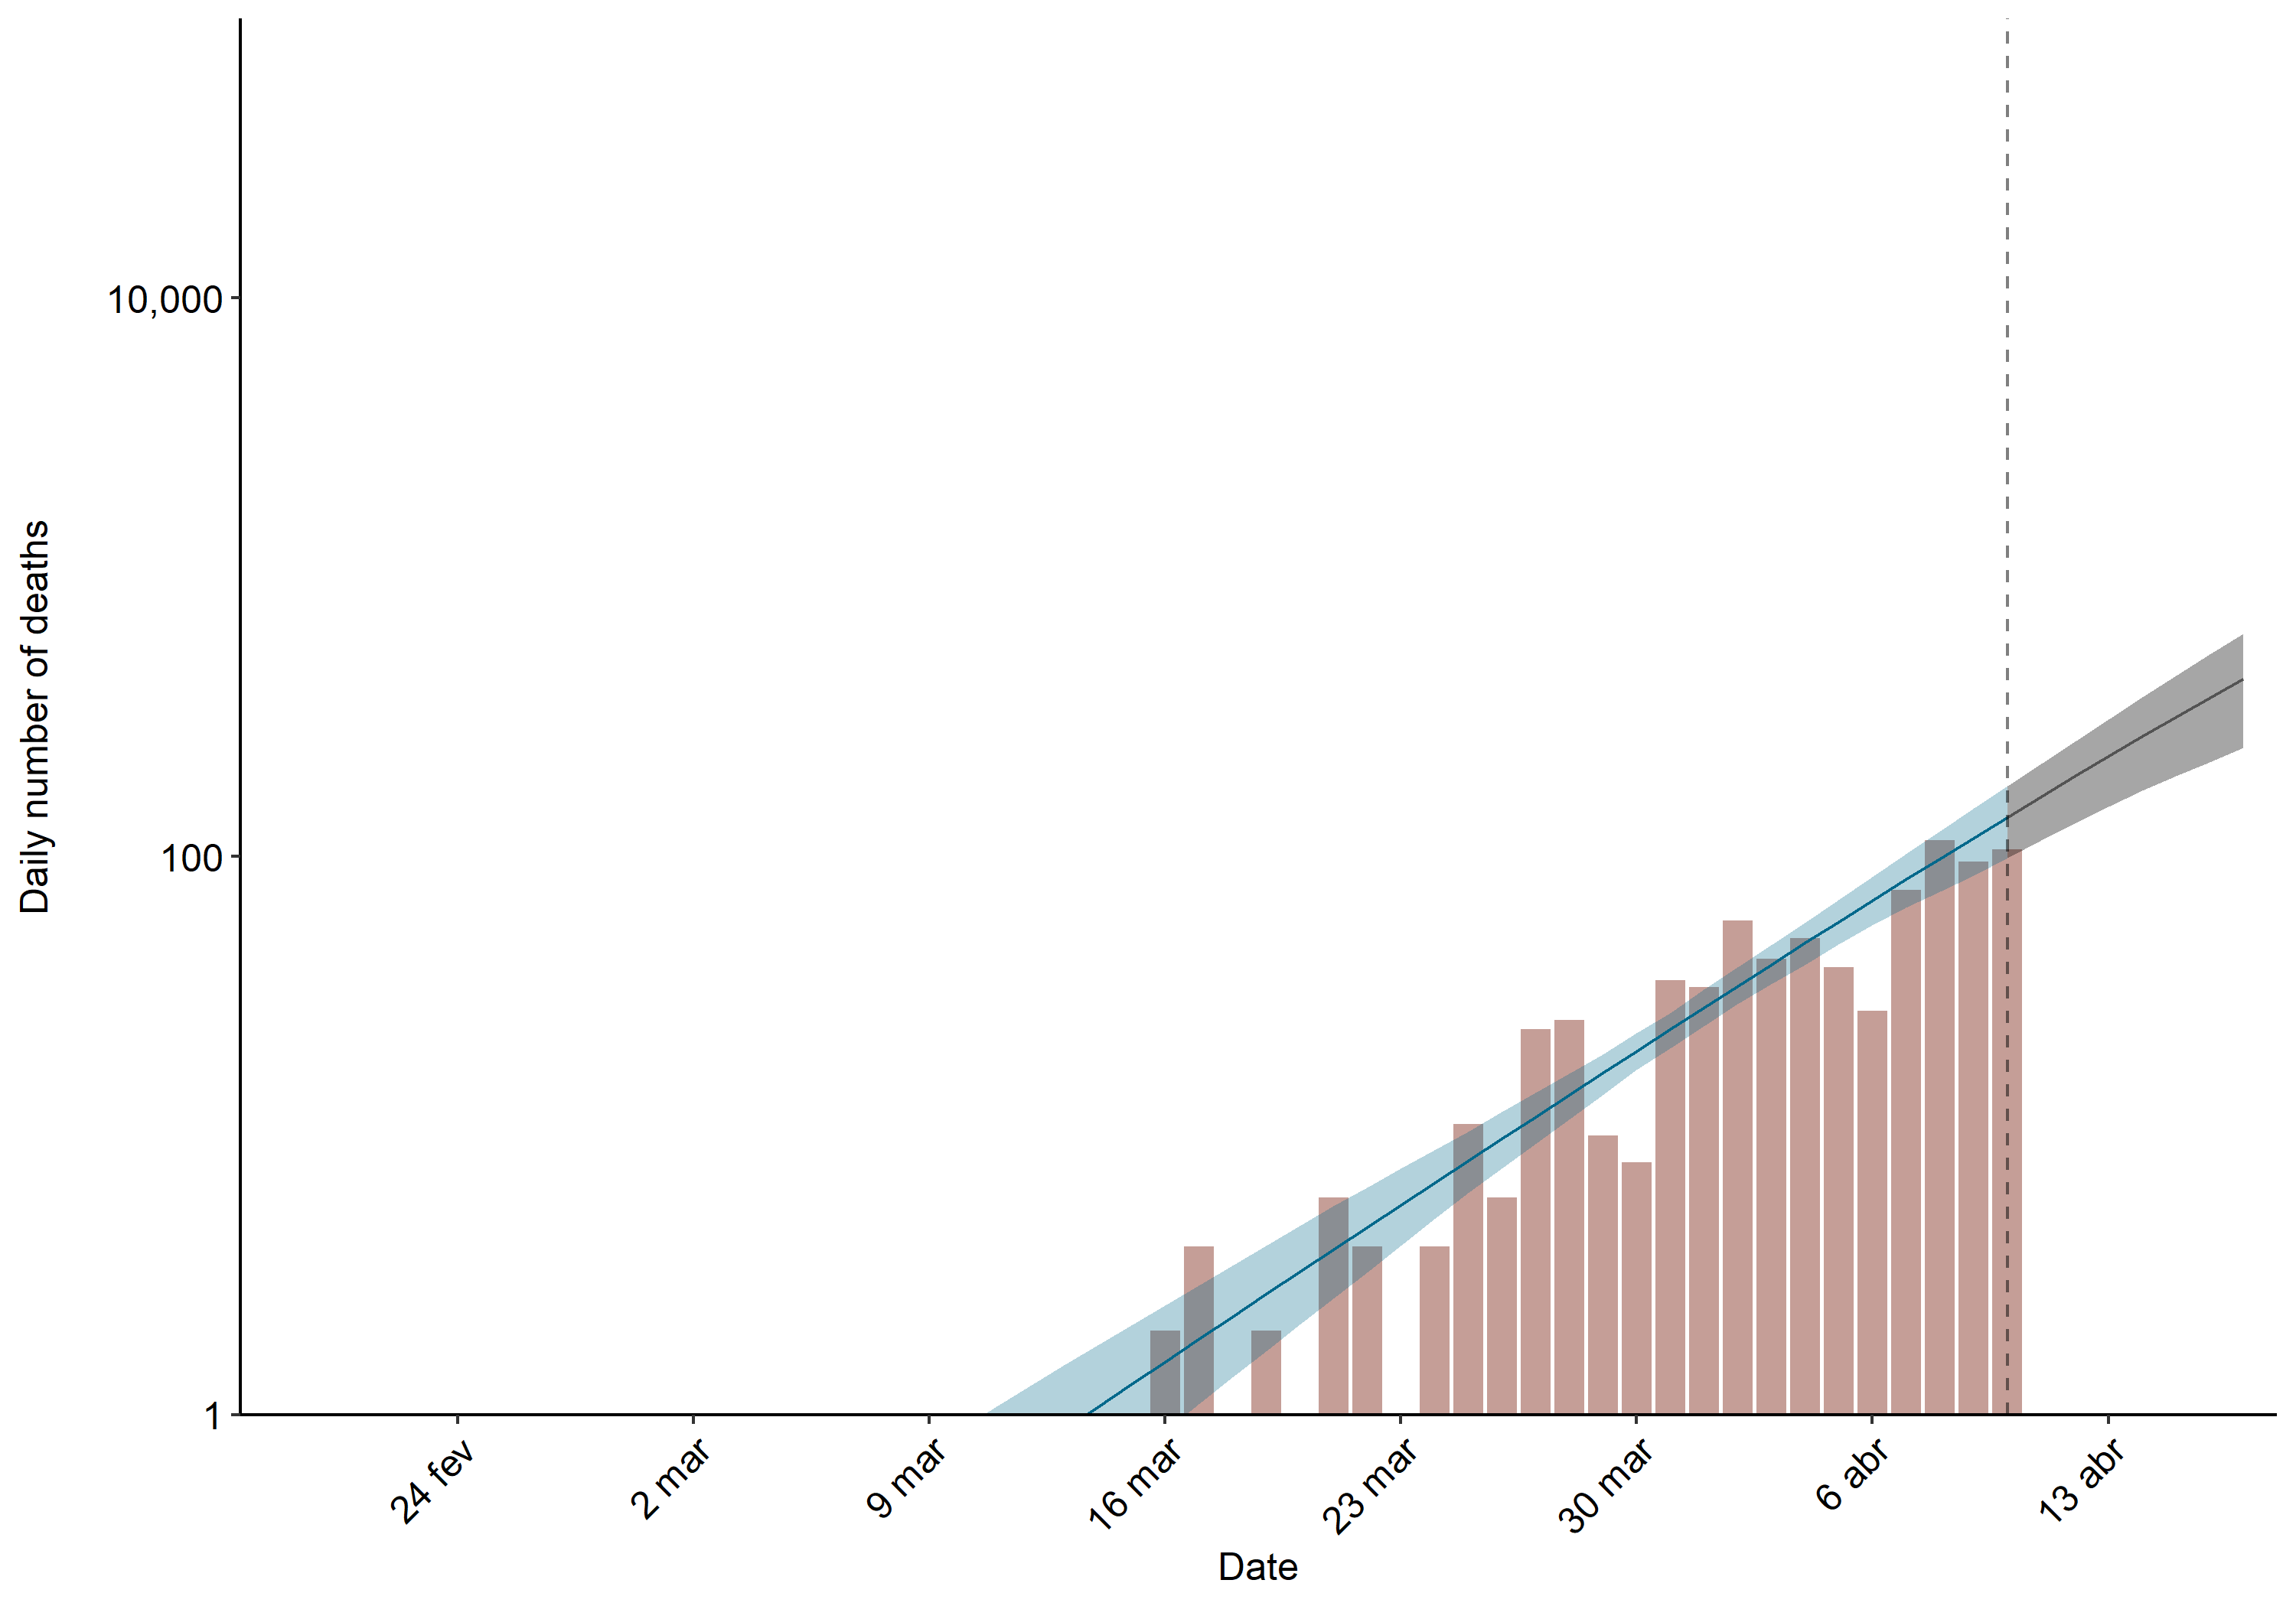 Daily number of deaths
10,000
100
1
24 fev
2 mar
9 mar
16 mar
23 mar
30 mar
6 abr
13 abr
Date